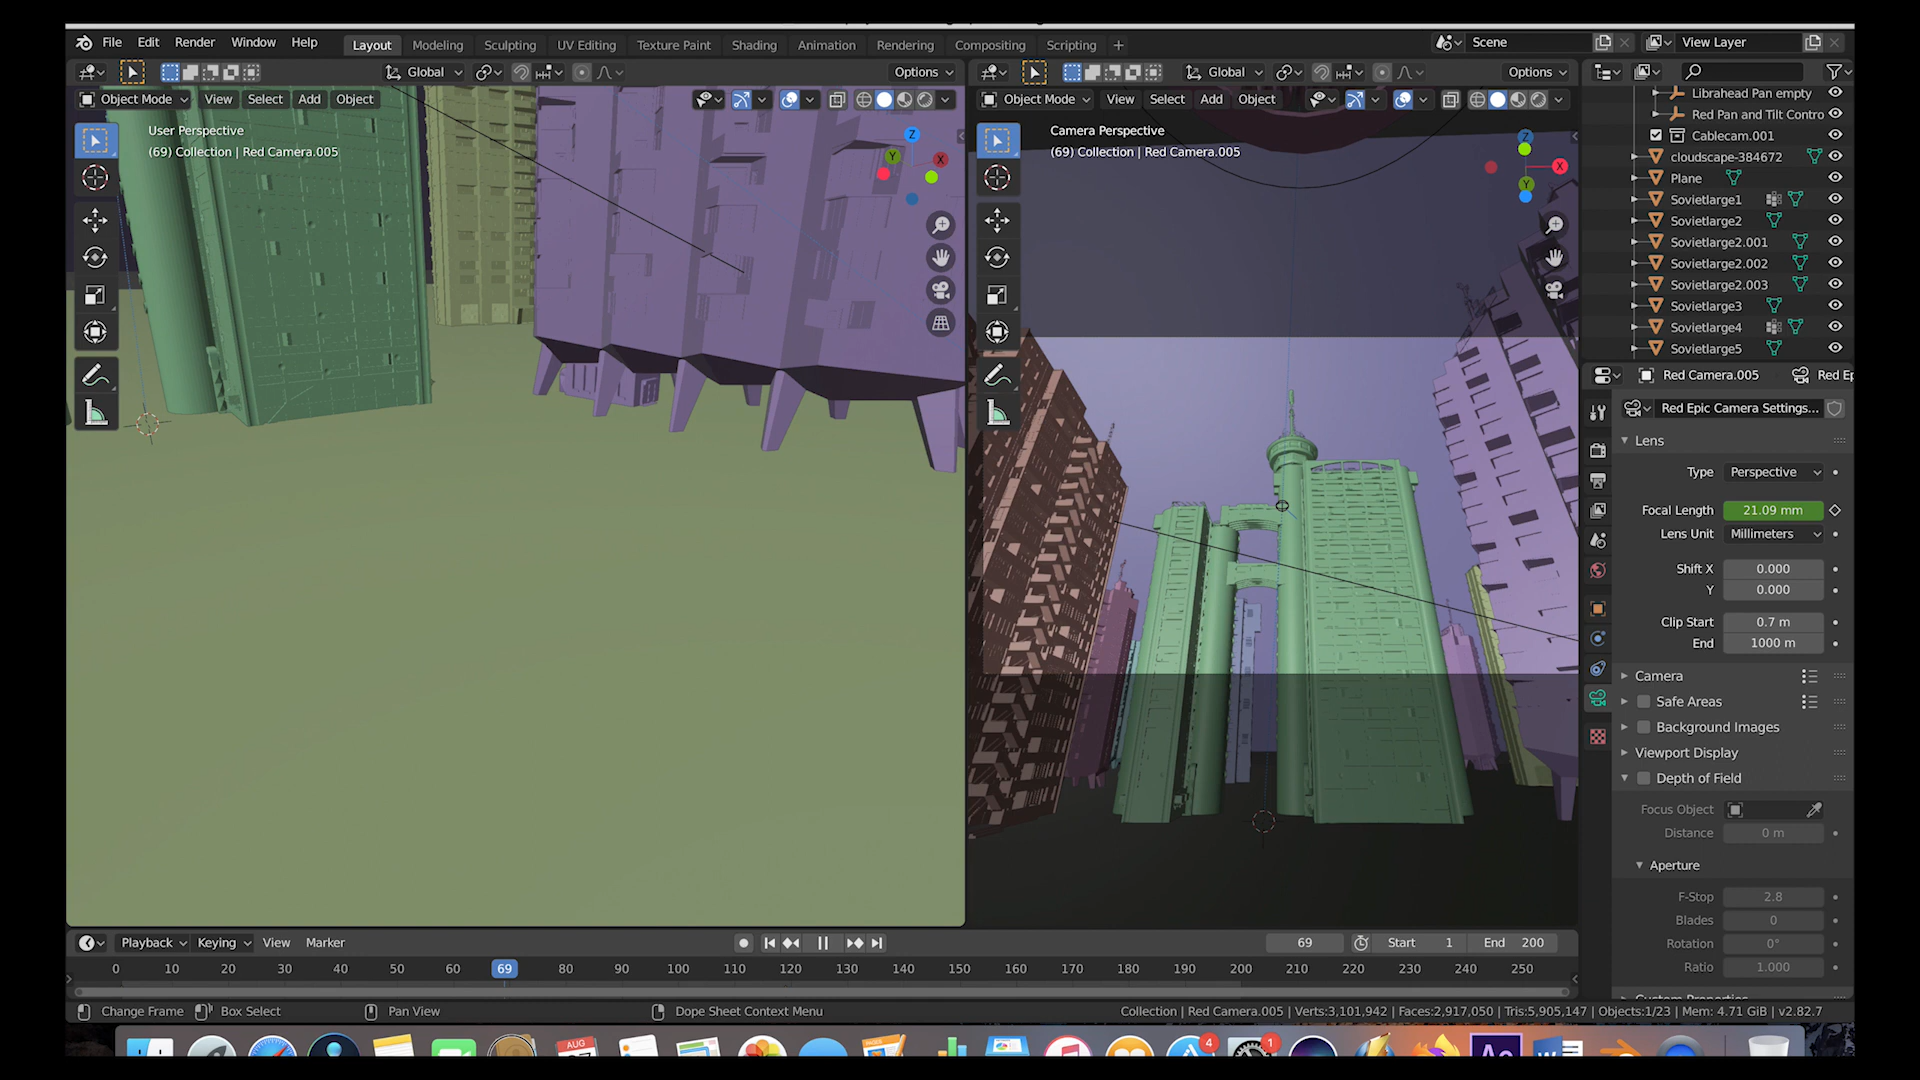 File Edit Render Window Help Layout Modeling Sculpting UV Editing Texture Paint Shading Animation Rendering Compositing Scripting + Scene View Layer
Global Options Global Options
Object Mode View Select Add Object Object Mode View Select Add Object
User Perspective
(69) Collection | Red Camera.005
Z
Y
X
Camera Perspective
(69) Collection | Red Camera.005
Z
X
Y
Librahead Pan empty
Red Pan and Tilt Contro
Cablecam.001
cloudscape-384672
Plane
Sovietlarge1
Sovietlarge2
Sovietlarge2.001
Sovietlarge2.002
Sovietlarge2.003
Sovietlarge3
Sovietlarge4
Sovietlarge5
Red Camera.005 Red Ep
Red Epic Camera Settings...
Lens
Type Perspective
Focal Length 21.09 mm
Lens Unit Millimeters
Shift X 0.000
Y 0.000
Clip Start 0.7 m
End 1000 m
Camera
Safe Areas
Background Images
Viewport Display
Depth of Field
Focus Object
Distance 0 m
Aperture
F-Stop 2.8
Blades 0
Rotation 0°
Ratio 1.000
Custom Properties
Playback Keying View Marker 69 Start 1 End 200
0 10 20 30 40 50 60 69 80 90 100 110 120 130 140 150 160 170 180 190 200 210 220 230 240 250
Change Frame Box Select Pan View Dope Sheet Context Menu Collection | Red Camera.005 | Verts:3,101,942 | Faces:2,917,050 | Tris:5,905,147 | Objects:1/23 | Mem: 4.71 GiB | v2.82.7
AUG PAGES 4 1 Ae W